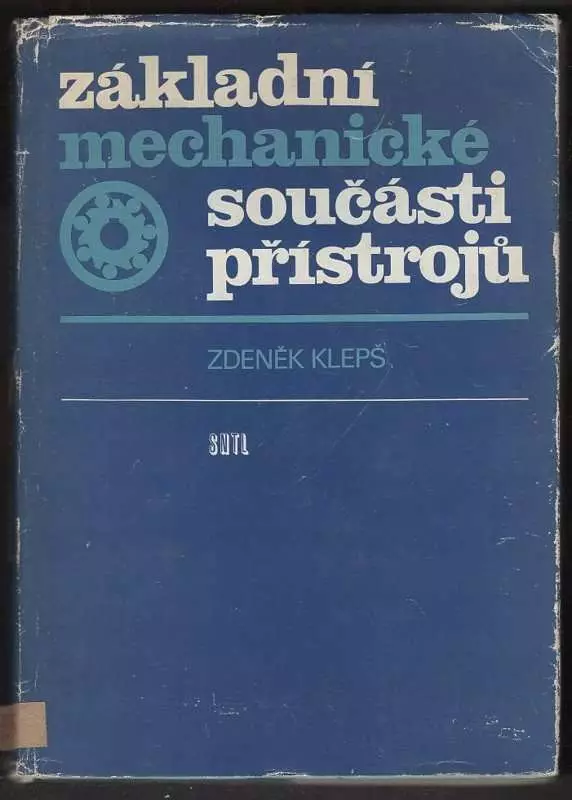 základní
mechanické
součásti
přístrojů
ZDENĚK KLEPŠ
SNTL